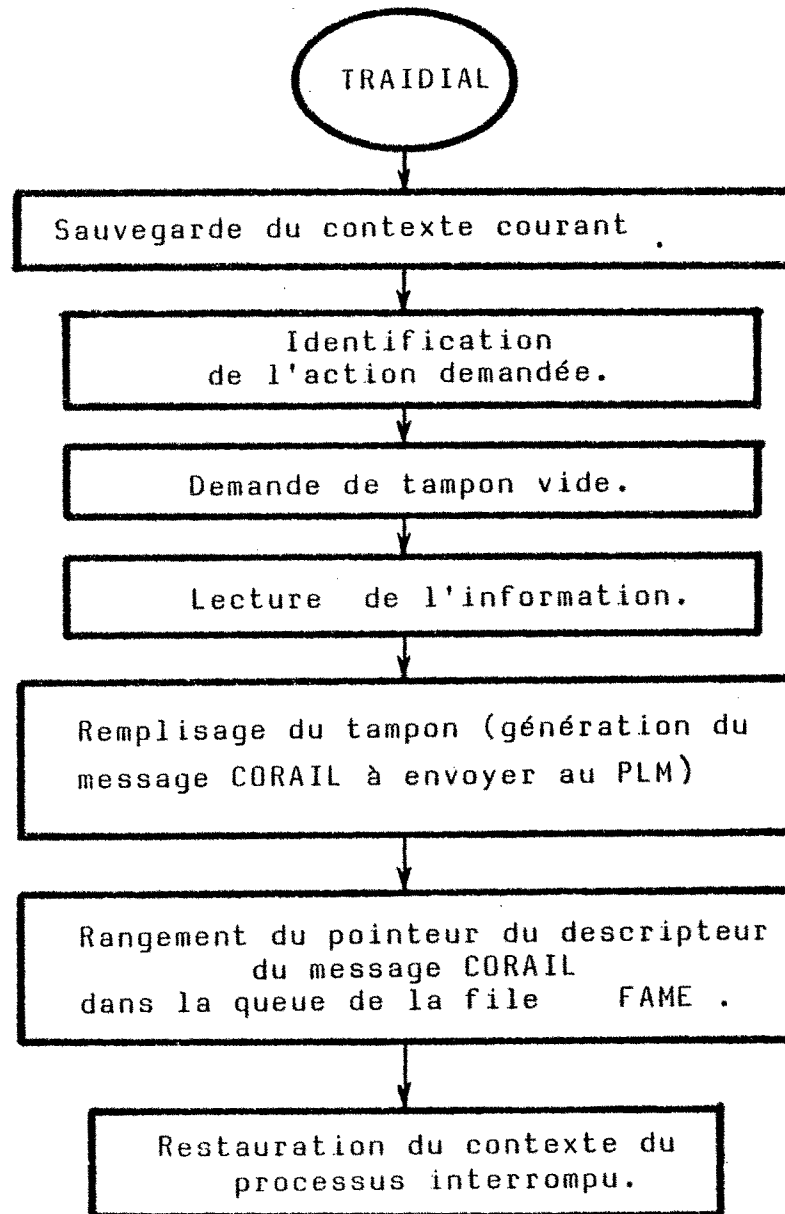 TRAIDIAL
Sauvegarde du contexte courant .
Identification
de l'action demandée.
Demande de tampon vide.
Lecture de l'information.
Remplisage du tampon (génération du
message CORAIL à envoyer au PLM)
Rangement du pointeur du descripteur
du message CORAIL
dans la queue de la file FAME .
Restauration du contexte du
processus interrompu.